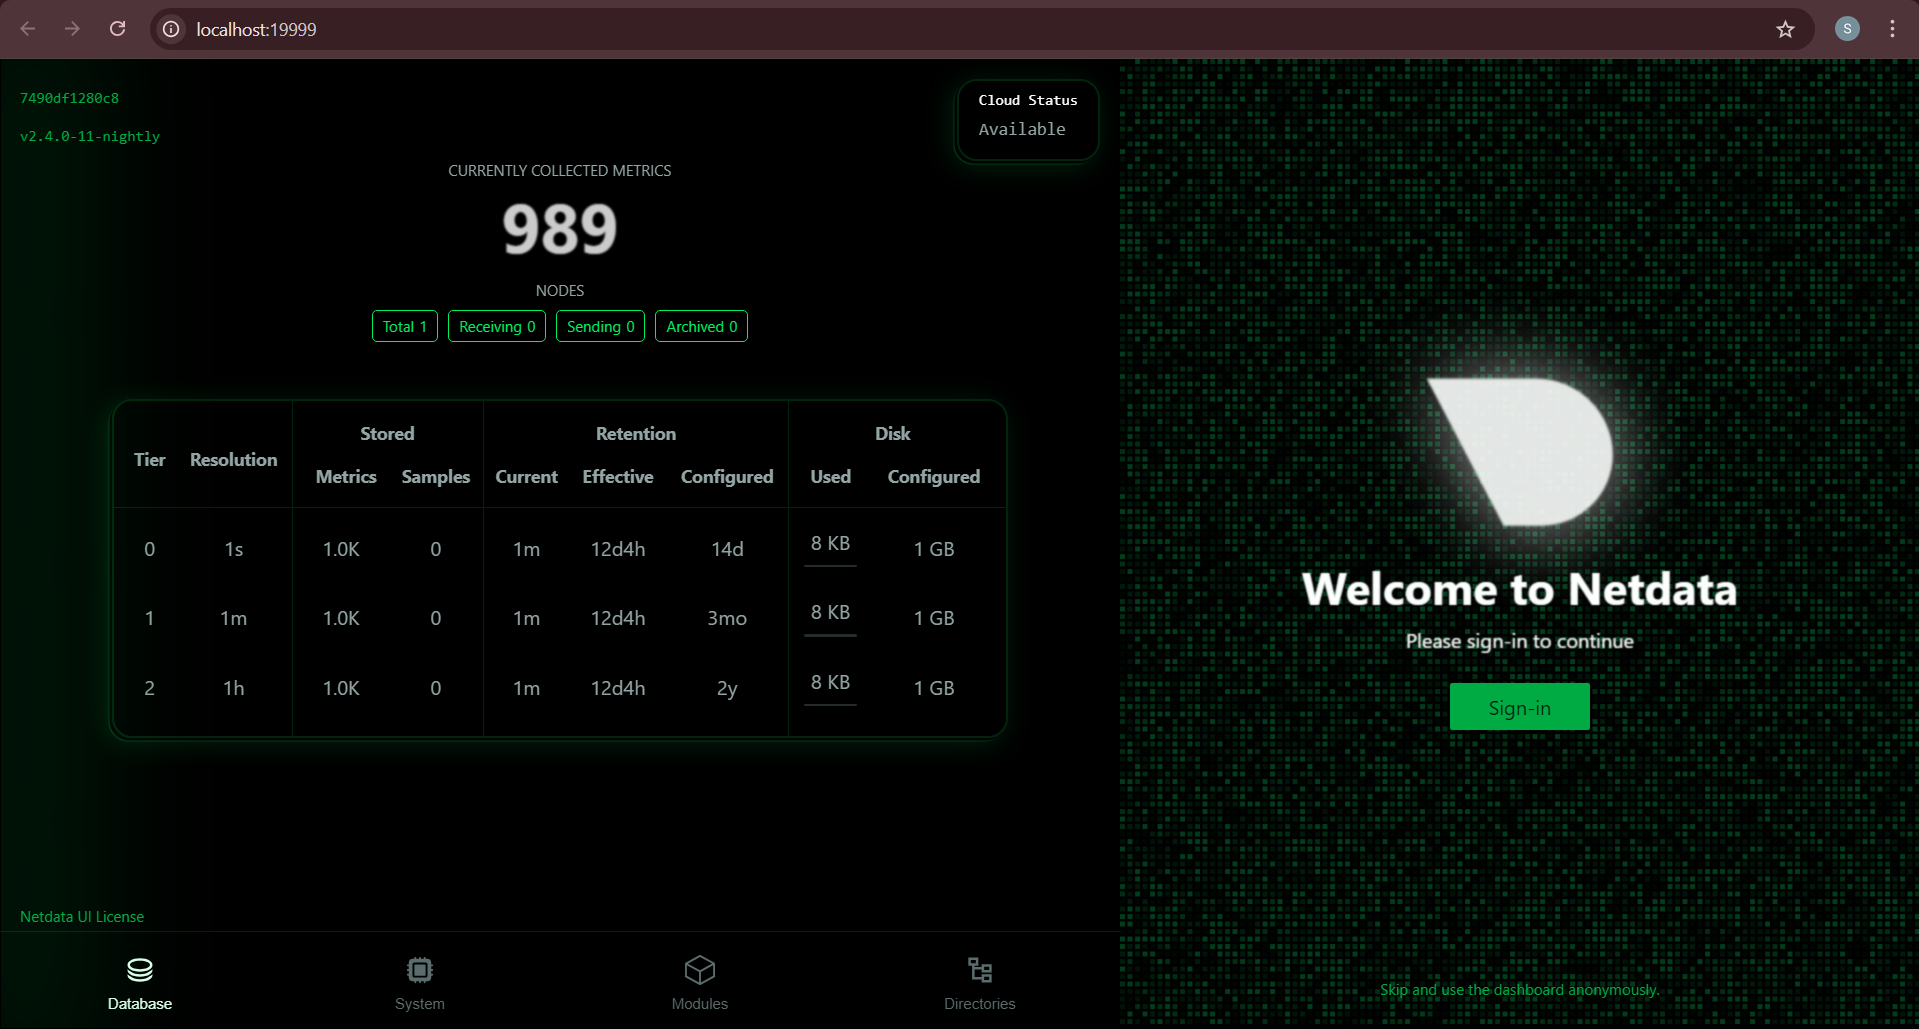 localhost:19999
S
7490df1280c8
v2.4.0-11-nightly
Cloud Status
Available
CURRENTLY COLLECTED METRICS
989
NODES
Total 1 Receiving 0 Sending 0 Archived 0
Stored Retention Disk
Tier Resolution
Metrics Samples Current Effective Configured Used Configured
0 1s 1.0K 0 1m 12d4h 14d 8 KB 1 GB
1 1m 1.0K 0 1m 12d4h 3mo 8 KB 1 GB
2 1h 1.0K 0 1m 12d4h 2y 8 KB 1 GB
Netdata UI License
Database System Modules Directories
Welcome to Netdata
Please sign-in to continue
Sign-in
Skip and use the dashboard anonymously.